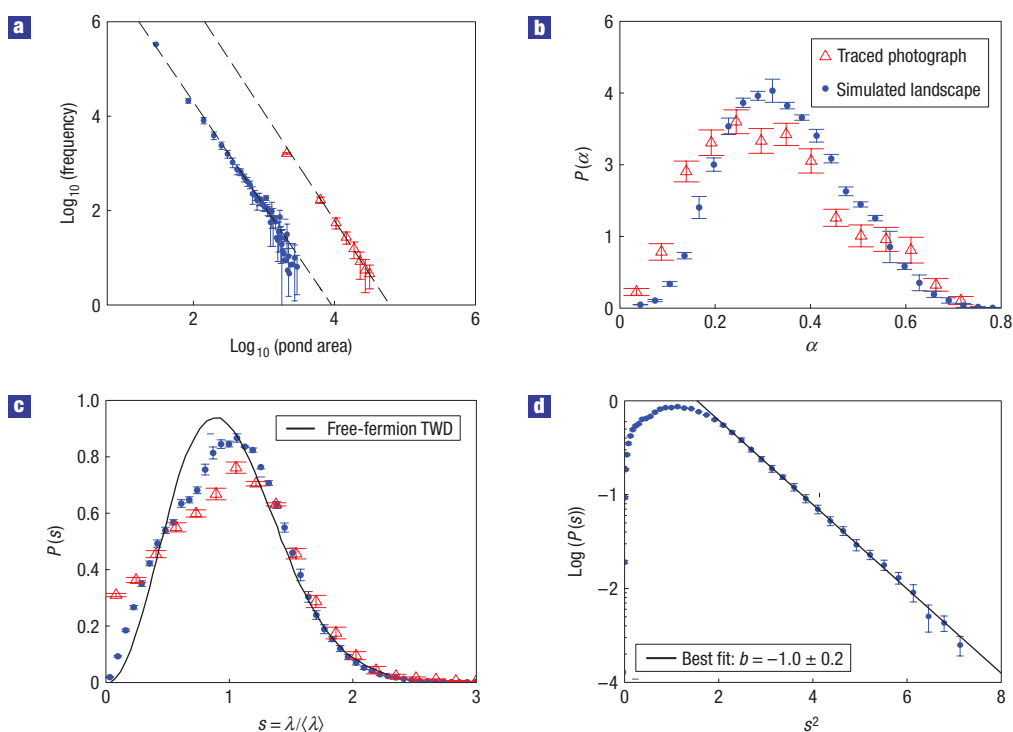 a
6
4
2
0
2
4
6
Log10 (frequency)
Log10 (pond area)
b
6
4
3
1
0
0
0.2
0.4
0.6
0.8
P(α)
α
Traced photograph
Simulated landscape
c
1.0
0.8
0.6
0.4
0.2
0
0
1
2
3
P(s)
s = λ/⟨λ⟩
Free-fermion TWD
d
0
–1
–2
–4
0
2
4
6
8
Log (P(s))
s²
Best fit: b = –1.0 ± 0.2